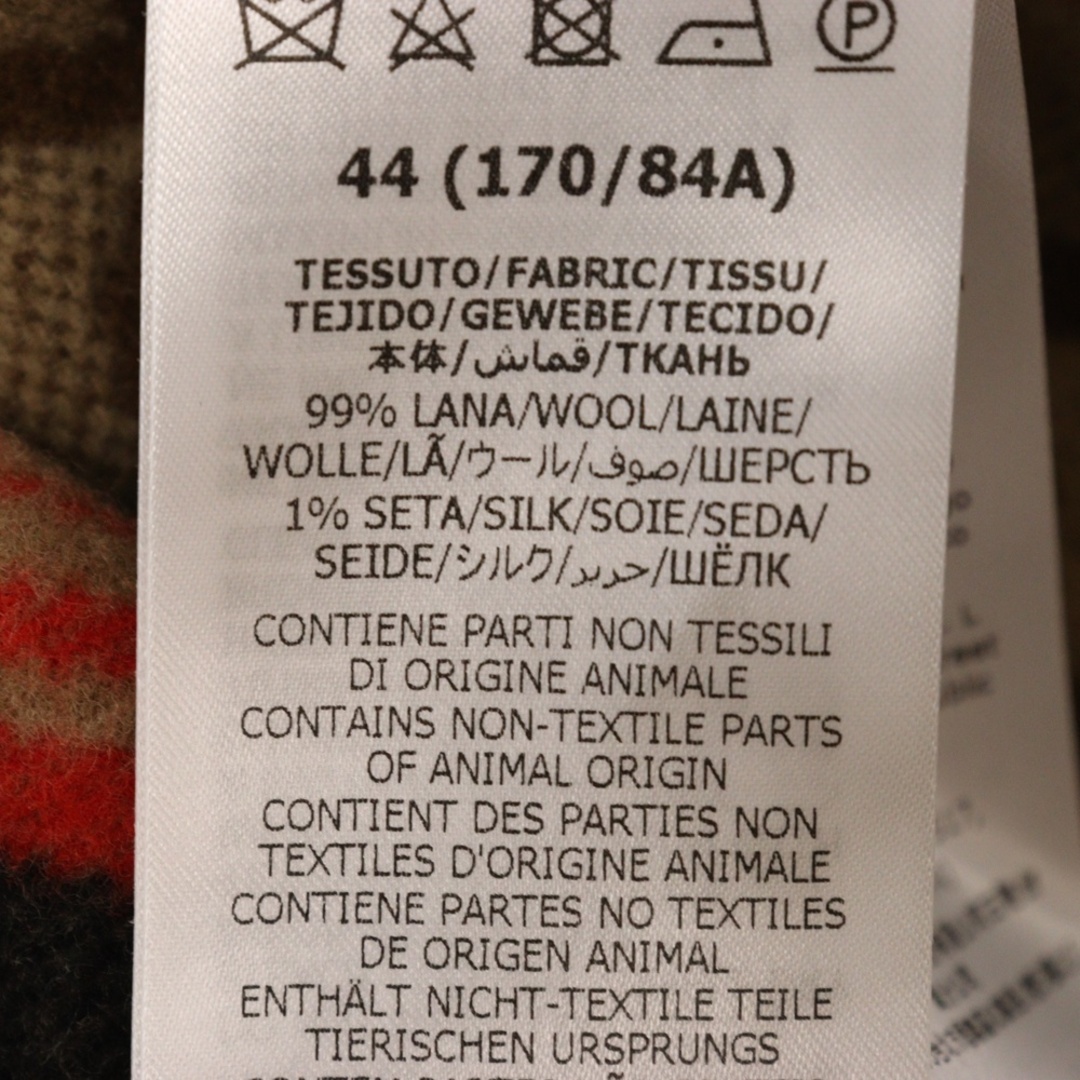 P
44 (170/84A)
TESSUTO/FABRIC/TISSU/
TEJIDO/GEWEBE/TECIDO/
本体/قماش/ТКАНЬ
99% LANA/WOOL/LAINE/
WOLLE/LÃ/ウール/صوف/ШЕРСТЬ
1% SETA/SILK/SOIE/SEDA/
SEIDE/シルク/حرير/ШЁЛК
CONTIENE PARTI NON TESSILI
DI ORIGINE ANIMALE
CONTAINS NON-TEXTILE PARTS
OF ANIMAL ORIGIN
CONTIENT DES PARTIES NON
TEXTILES D'ORIGINE ANIMALE
CONTIENE PARTES NO TEXTILES
DE ORIGEN ANIMAL
ENTHÄLT NICHT-TEXTILE TEILE
TIERISCHEN URSPRUNGS